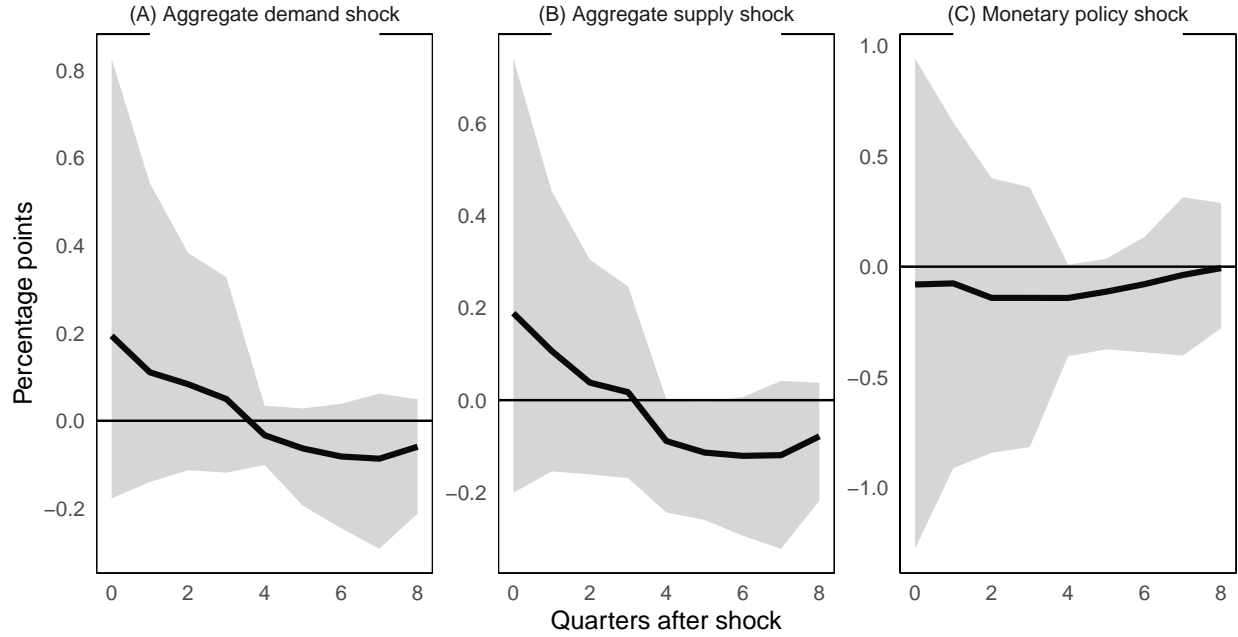 (A) Aggregate demand shock
(B) Aggregate supply shock
(C) Monetary policy shock
Percentage points
0.8
0.6
0.4
0.2
0.0
−0.2
0.6
0.4
0.2
0.0
−0.2
1.0
0.5
0.0
−0.5
−1.0
0 2 4 6 8
0 2 4 6 8
0 2 4 6 8
Quarters after shock